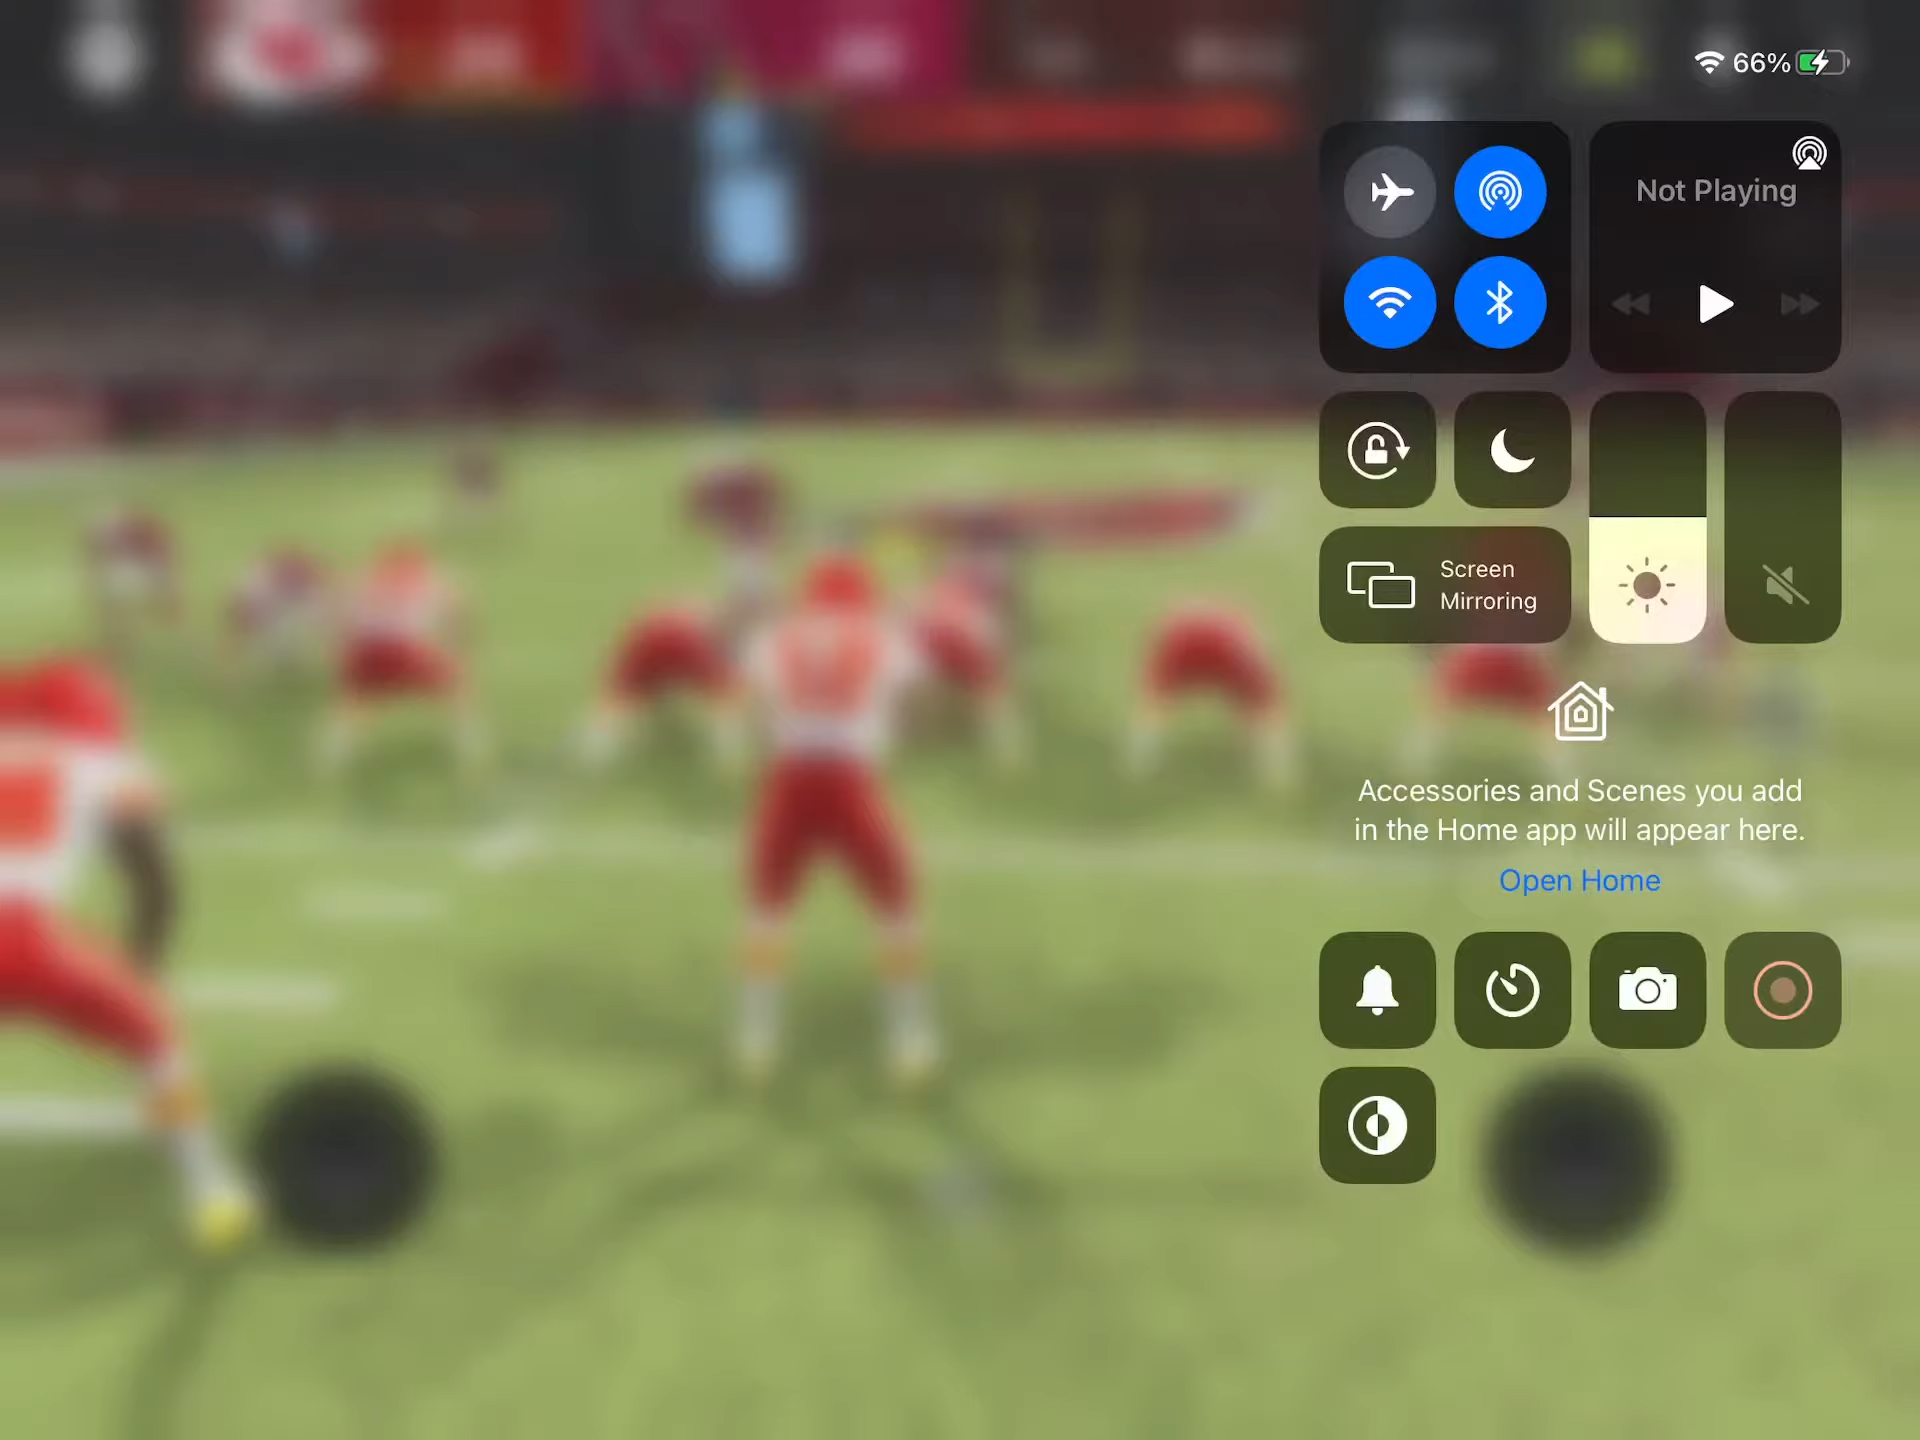 66%
Not Playing
Screen
Mirroring
Accessories and Scenes you add
in the Home app will appear here.
Open Home